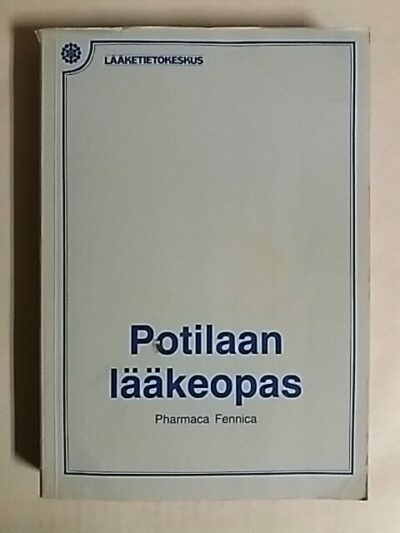 LÄÄKETIETOKESKUS
Potilaan
lääkeopas
Pharmaca Fennica